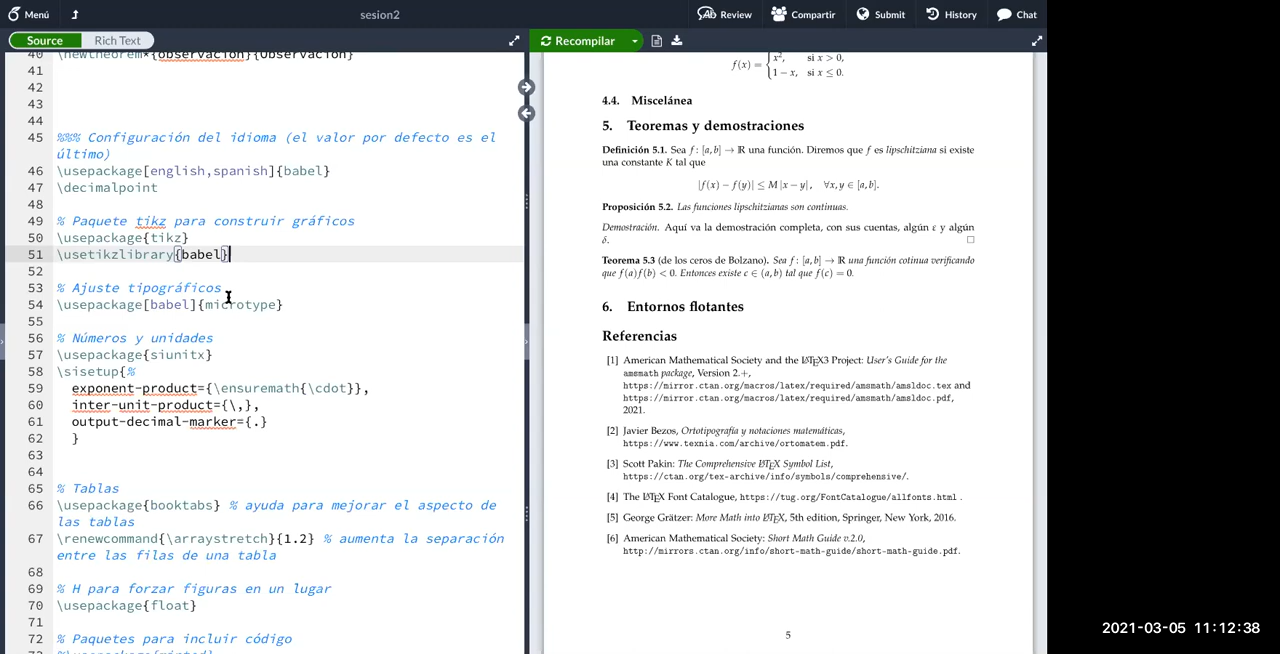 Menú
sesion2
Review
Compartir
Submit
History
Chat
Source
Rich Text
Recompilar
40 \newtheorem*{observacion}{Observación}
41
42
43
44
45 %%% Configuración del idioma (el valor por defecto es el
último)
46 \usepackage[english,spanish]{babel}
47 \decimalpoint
48
49 % Paquete tikz para construir gráficos
50 \usepackage{tikz}
51 \usetikzlibrary{babel}
52
53 % Ajuste tipográficos
54 \usepackage[babel]{microtype}
55
56 % Números y unidades
57 \usepackage{siunitx}
58 \sisetup{%
59 exponent-product={\ensuremath{\cdot}},
60 inter-unit-product={\,},
61 output-decimal-marker={.}
62 }
63
64
65 % Tablas
66 \usepackage{booktabs} % ayuda para mejorar el aspecto de
las tablas
67 \renewcommand{\arraystretch}{1.2} % aumenta la separación
entre las filas de una tabla
68
69 % H para forzar figuras en un lugar
70 \usepackage{float}
71
72 % Paquetes para incluir código
f(x) = { x², si x > 0,
1 − x, si x ≤ 0.
4.4. Miscelánea
5. Teoremas y demostraciones
Definición 5.1. Sea f : [a, b] → ℝ una función. Diremos que f es lipschitziana si existe
una constante K tal que
|f(x) − f(y)| ≤ M |x − y| , ∀x, y ∈ [a, b].
Proposición 5.2. Las funciones lipschitzianas son continuas.
Demostración. Aquí va la demostración completa, con sus cuentas, algún ε y algún
δ. □
Teorema 5.3 (de los ceros de Bolzano). Sea f : [a, b] → ℝ una función cotinua verificando
que f(a)f(b) < 0. Entonces existe c ∈ (a, b) tal que f(c) = 0.
6. Entornos flotantes
Referencias
[1] American Mathematical Society and the LATEX3 Project: User's Guide for the
amsmath package, Version 2.+,
https://mirror.ctan.org/macros/latex/required/amsmath/amsldoc.tex and
https://mirror.ctan.org/macros/latex/required/amsmath/amsldoc.pdf,
2021.
[2] Javier Bezos, Ortotipografía y notaciones matemáticas,
https://www.texnia.com/archive/ortomatem.pdf.
[3] Scott Pakin: The Comprehensive LATEX Symbol List,
https://ctan.org/tex-archive/info/symbols/comprehensive/.
[4] The LATEX Font Catalogue, https://tug.org/FontCatalogue/allfonts.html .
[5] George Grätzer: More Math into LATEX, 5th edition, Springer, New York, 2016.
[6] American Mathematical Society: Short Math Guide v.2.0,
http://mirrors.ctan.org/info/short-math-guide/short-math-guide.pdf.
5
2021-03-05 11:12:38